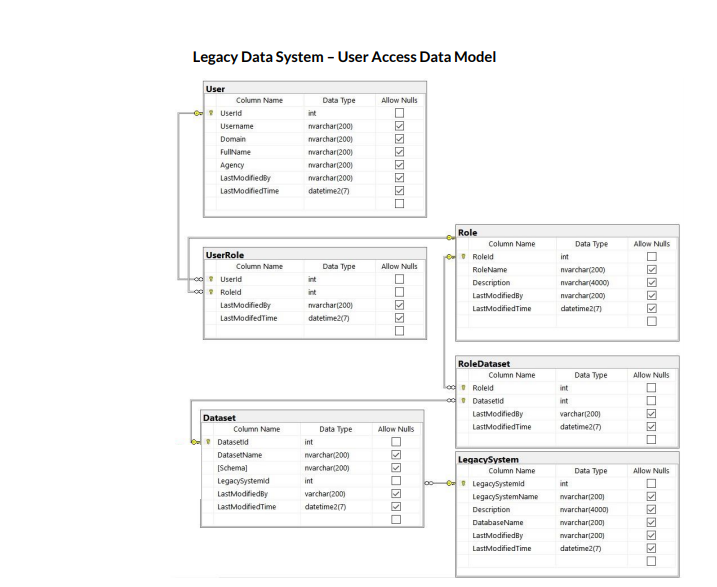 Legacy Data System – User Access Data Model
User
Column Name Data Type Allow Nulls
UserId int
Username nvarchar(200)
Domain nvarchar(200)
FullName nvarchar(200)
Agency nvarchar(200)
LastModifiedBy nvarchar(200)
LastModifiedTime datetime2(7)
UserRole
Column Name Data Type Allow Nulls
UserId int
RoleId int
LastModifiedBy nvarchar(200)
LastModifedTime datetime2(7)
Role
Column Name Data Type Allow Nulls
RoleId int
RoleName nvarchar(200)
Description nvarchar(4000)
LastModifiedBy nvarchar(200)
LastModifiedTime datetime2(7)
RoleDataset
Column Name Data Type Allow Nulls
RoleId int
DatasetId int
LastModifiedBy varchar(200)
LastModifiedTime datetime2(7)
Dataset
Column Name Data Type Allow Nulls
DatasetId int
DatasetName nvarchar(200)
[Schema] nvarchar(200)
LegacySystemId int
LastModifiedBy varchar(200)
LastModifiedTime datetime2(7)
LegacySystem
Column Name Data Type Allow Nulls
LegacySystemId int
LegacySystemName nvarchar(200)
Description nvarchar(4000)
DatabaseName nvarchar(200)
LastModifiedBy nvarchar(200)
LastModifiedTime datetime2(7)